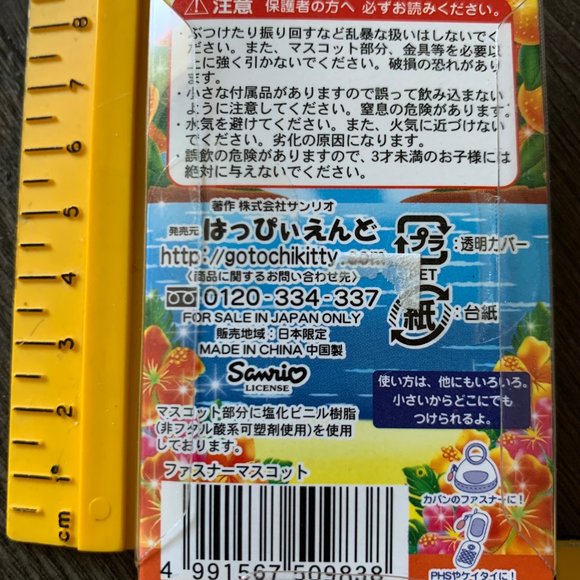 8
7
6
5
4
3
2
1
cm
⚠注意 保護者の方へ 必ずお読みください。
・ぶつけたり振り回すなど乱暴な扱いはしないでく
ださい。また、マスコット部分、金具等を必要以
上に強く引かないでください。破損の恐れがあり
ます。
・小さな付属品がありますので誤って飲み込まない
ように注意してください。窒息の危険があります。
・水気を避けてください。また、火気に近づけない
でください。劣化の原因になります。
誤飲の危険がありますので、3才未満のお子様には
絶対に与えないでください。
著作 株式会社サンリオ
発売元 はっぴぃえんど
http://gotochikitty.com
〈商品に関するお問い合わせ先〉
0120-334-337
FOR SALE IN JAPAN ONLY
販売地域:日本限定
MADE IN CHINA 中国製
Sanrio
LICENSE
プラ :透明カバー
PET
紙 :台紙
マスコット部分に塩化ビニル樹脂
(非フタル酸系可塑剤使用)を使用
しております。
ファスナーマスコット
使い方は、他にもいろいろ。
小さいからどこにでも
つけられるよ。
カバンのファスナーに!
PHSやケイタイに!
4 991567 509838